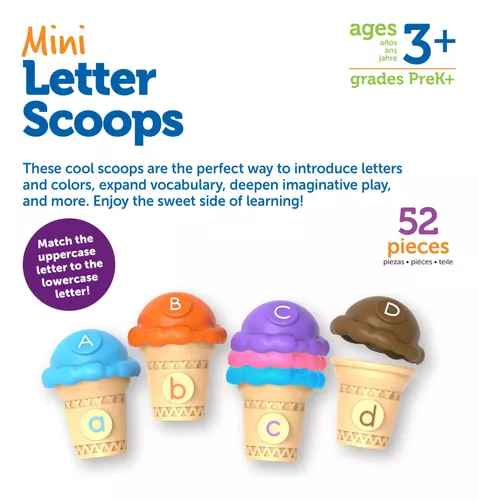 Mini
Letter
Scoops
ages
años
ans
jahre
3+
grades PreK+
These cool scoops are the perfect way to introduce letters
and colors, expand vocabulary, deepen imaginative play,
and more. Enjoy the sweet side of learning!
52
pieces
piezas • pièces • teile
Match the
uppercase
letter to the
lowercase
letter!
A
B
C
D
a
b
c
d